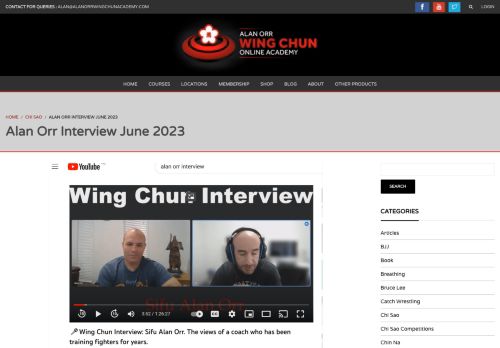 CONTACT FOR QUERIES : ALAN@ALANORRWINGCHUNACADEMY.COM
LOGIN
ALAN ORR
WING CHUN
ONLINE ACADEMY
HOME COURSES LOCATIONS MEMBERSHIP SHOP BLOG ABOUT OTHER PRODUCTS
HOME / CHI SAO / ALAN ORR INTERVIEW JUNE 2023
Alan Orr Interview June 2023
YouTube
alan orr interview
Wing Chun Interview
Sifu Alan Orr
3:52 / 1:26:27
Wing Chun Interview: Sifu Alan Orr. The views of a coach who has been
training fighters for years.
SEARCH
CATEGORIES
Articles
BJJ
Book
Breathing
Bruce Lee
Catch Wrestling
Chi Sao
Chi Sao Competitions
Chin Na